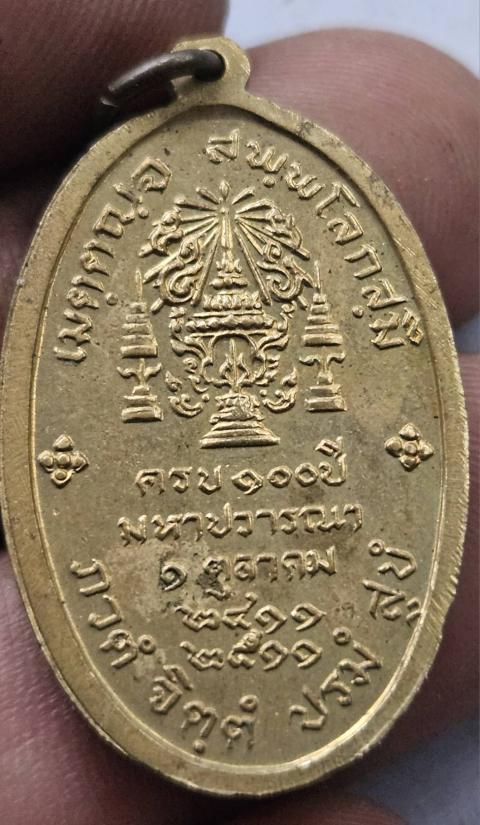 เมตฺตญฺจ สพฺพโลกสฺมึ
ครบ ๑๐๐ ปี
มหาปวารณา
๑ ตุลาคม
๒๔๑๑
๒๕๑๑